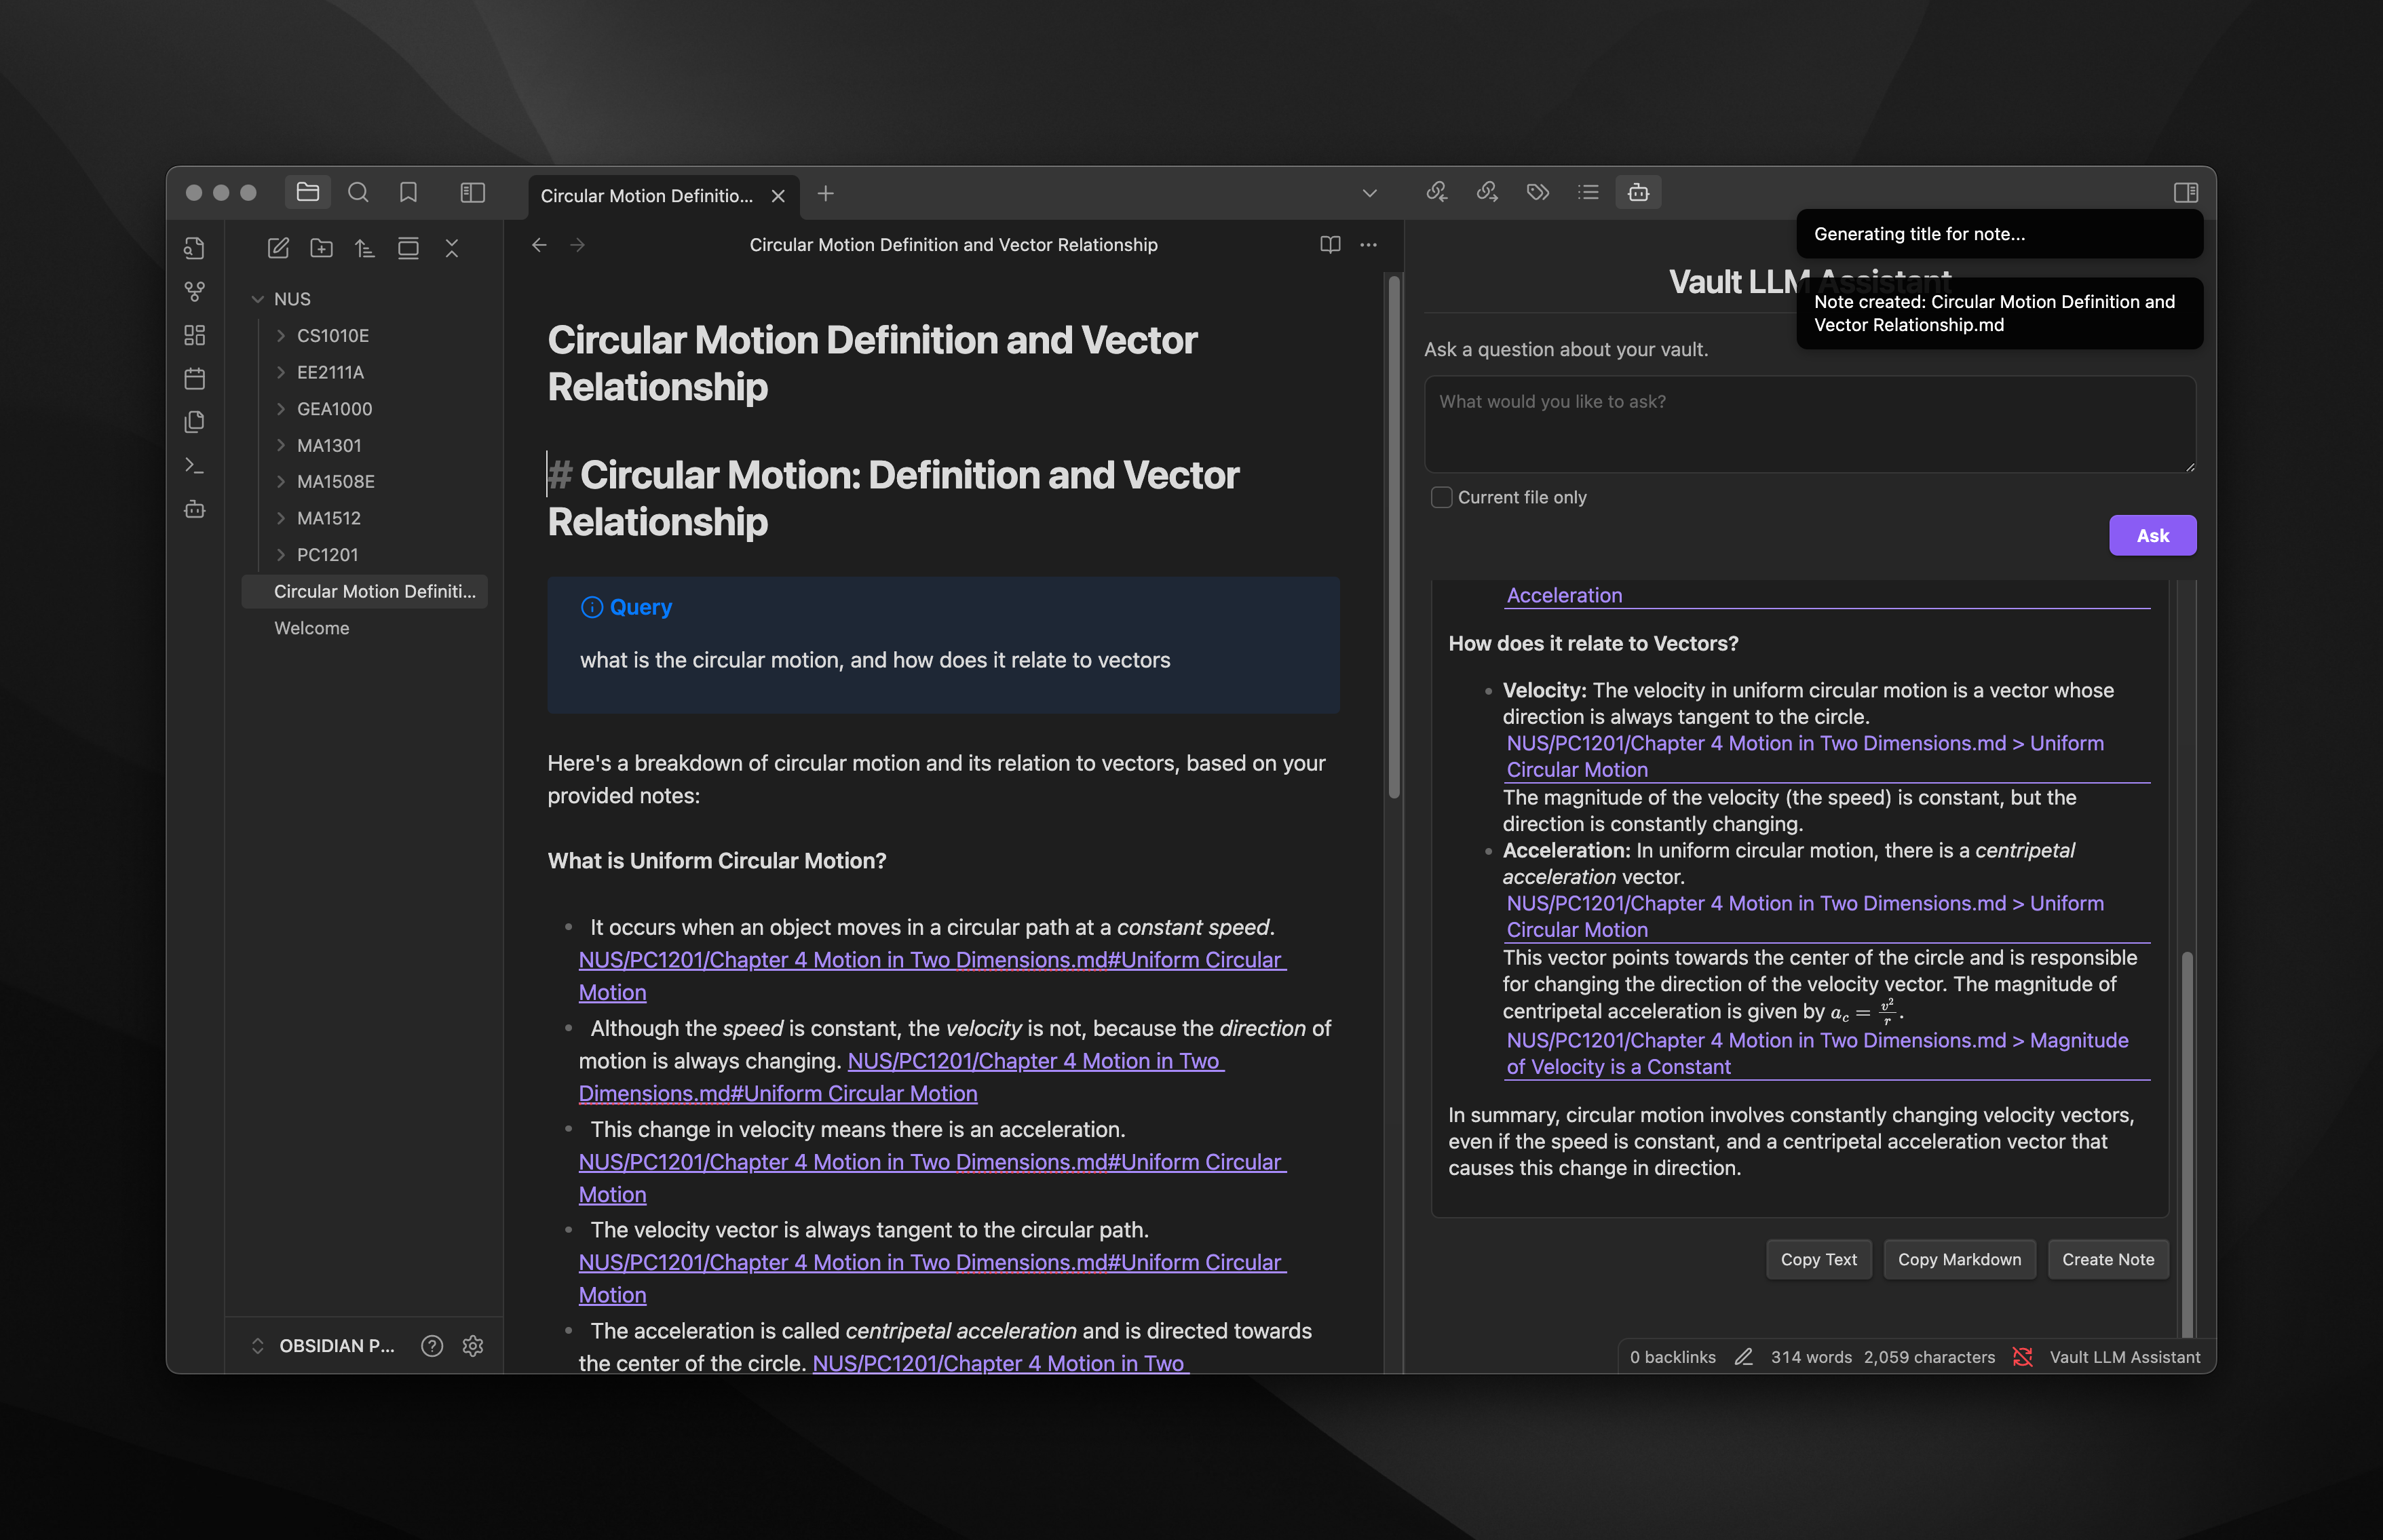 Circular Motion Definitio...
NUS
CS1010E
EE2111A
GEA1000
MA1301
MA1508E
MA1512
PC1201
Circular Motion Definiti...
Welcome
OBSIDIAN P...
Circular Motion Definition and Vector Relationship
Circular Motion Definition and Vector
Relationship
# Circular Motion: Definition and Vector
Relationship
Query
what is the circular motion, and how does it relate to vectors
Here's a breakdown of circular motion and its relation to vectors, based on your
provided notes:
What is Uniform Circular Motion?
It occurs when an object moves in a circular path at a constant speed.
NUS/PC1201/Chapter 4 Motion in Two Dimensions.md#Uniform Circular
Motion
Although the speed is constant, the velocity is not, because the direction of
motion is always changing. NUS/PC1201/Chapter 4 Motion in Two
Dimensions.md#Uniform Circular Motion
This change in velocity means there is an acceleration.
NUS/PC1201/Chapter 4 Motion in Two Dimensions.md#Uniform Circular
Motion
The velocity vector is always tangent to the circular path.
NUS/PC1201/Chapter 4 Motion in Two Dimensions.md#Uniform Circular
Motion
The acceleration is called centripetal acceleration and is directed towards
the center of the circle. NUS/PC1201/Chapter 4 Motion in Two
Generating title for note...
Vault LLM Assistant
Note created: Circular Motion Definition and
Vector Relationship.md
Ask a question about your vault.
What would you like to ask?
Current file only
Ask
Acceleration
How does it relate to Vectors?
Velocity: The velocity in uniform circular motion is a vector whose
direction is always tangent to the circle.
NUS/PC1201/Chapter 4 Motion in Two Dimensions.md > Uniform
Circular Motion
The magnitude of the velocity (the speed) is constant, but the
direction is constantly changing.
Acceleration: In uniform circular motion, there is a centripetal
acceleration vector.
NUS/PC1201/Chapter 4 Motion in Two Dimensions.md > Uniform
Circular Motion
This vector points towards the center of the circle and is responsible
for changing the direction of the velocity vector. The magnitude of
centripetal acceleration is given by a_c = v²/r.
NUS/PC1201/Chapter 4 Motion in Two Dimensions.md > Magnitude
of Velocity is a Constant
In summary, circular motion involves constantly changing velocity vectors,
even if the speed is constant, and a centripetal acceleration vector that
causes this change in direction.
Copy Text
Copy Markdown
Create Note
0 backlinks
314 words
2,059 characters
Vault LLM Assistant